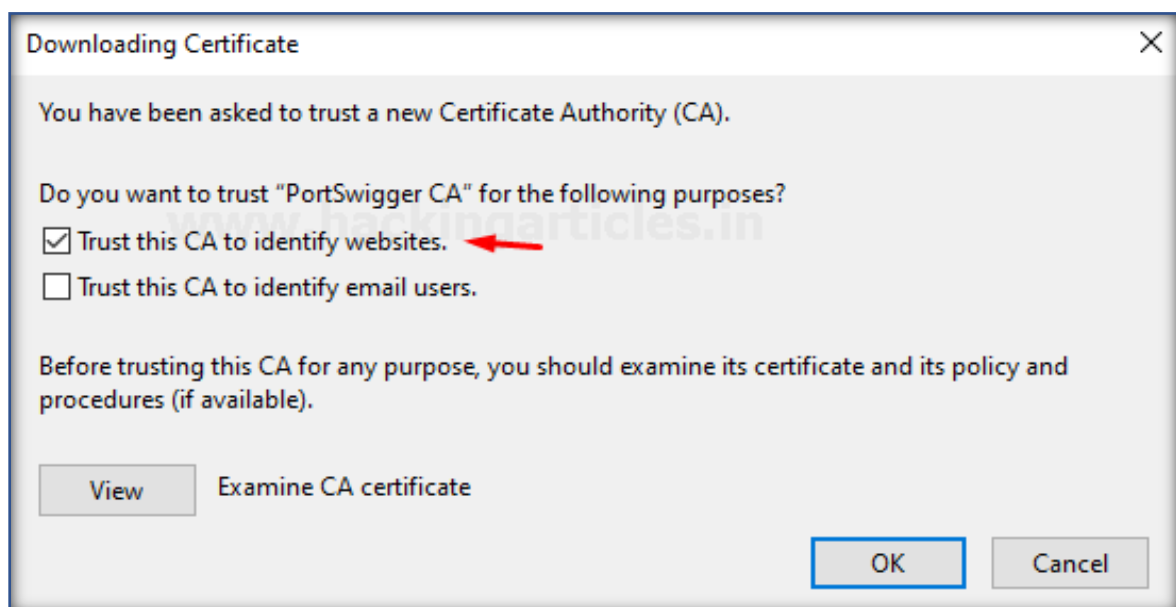 Downloading Certificate
You have been asked to trust a new Certificate Authority (CA).
Do you want to trust “PortSwigger CA” for the following purposes?
www.hackingarticles.in
Trust this CA to identify websites.
Trust this CA to identify email users.
Before trusting this CA for any purpose, you should examine its certificate and its policy and
procedures (if available).
View
Examine CA certificate
OK
Cancel